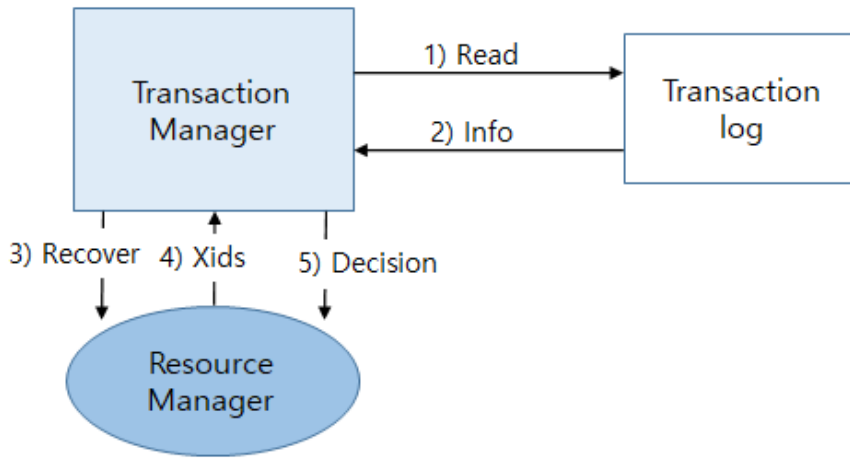 1) Read
Transaction
Manager
Transaction
log
2) Info
3) Recover
4) Xids
5) Decision
Resource
Manager